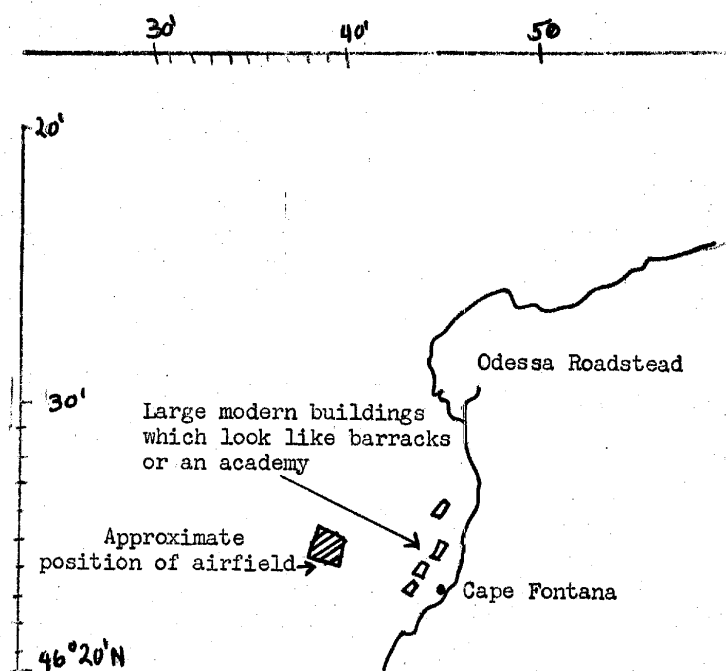 30' 40' 50
20'
Odessa Roadstead
30'
Large modern buildings
which look like barracks
or an academy
Approximate
position of airfield
Cape Fontana
46°20'N